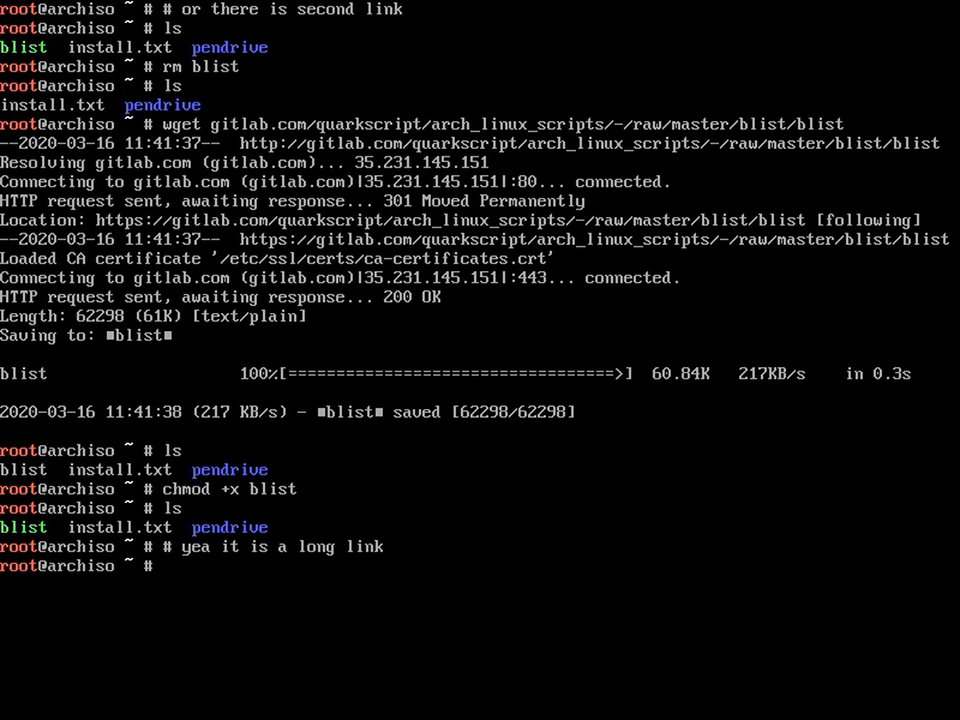 root@archiso ~ # # or there is second link
root@archiso ~ # ls
blist  install.txt  pendrive
root@archiso ~ # rm blist
root@archiso ~ # ls
install.txt  pendrive
root@archiso ~ # wget gitlab.com/quarkscript/arch_linux_scripts/-/raw/master/blist/blist
--2020-03-16 11:41:37--  http://gitlab.com/quarkscript/arch_linux_scripts/-/raw/master/blist/blist
Resolving gitlab.com (gitlab.com)... 35.231.145.151
Connecting to gitlab.com (gitlab.com)|35.231.145.151|:80... connected.
HTTP request sent, awaiting response... 301 Moved Permanently
Location: https://gitlab.com/quarkscript/arch_linux_scripts/-/raw/master/blist/blist [following]
--2020-03-16 11:41:37--  https://gitlab.com/quarkscript/arch_linux_scripts/-/raw/master/blist/blist
Loaded CA certificate '/etc/ssl/certs/ca-certificates.crt'
Connecting to gitlab.com (gitlab.com)|35.231.145.151|:443... connected.
HTTP request sent, awaiting response... 200 OK
Length: 62298 (61K) [text/plain]
Saving to: ■blist■
blist                    100%[==================================>]  60.84K   217KB/s    in 0.3s
2020-03-16 11:41:38 (217 KB/s) - ■blist■ saved [62298/62298]
root@archiso ~ # ls
blist  install.txt  pendrive
root@archiso ~ # chmod +x blist
root@archiso ~ # ls
blist  install.txt  pendrive
root@archiso ~ # # yea it is a long link
root@archiso ~ #